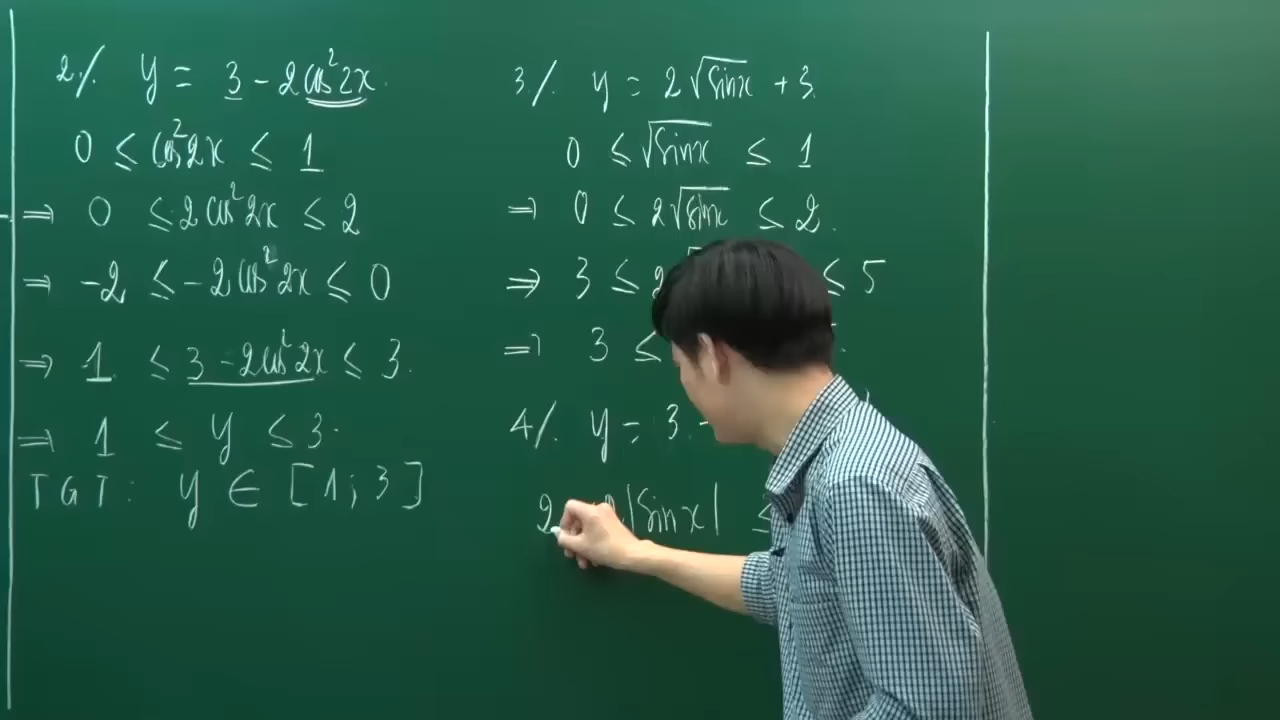 2/. y = 3 - 2cos²2x.
0 ≤ cos²2x ≤ 1
⇒ 0 ≤ 2cos²2x ≤ 2
⇒ -2 ≤ -2cos²2x ≤ 0
⇒ 1 ≤ 3 - 2cos²2x ≤ 3.
⇒ 1 ≤ y ≤ 3.
TGT: y ∈ [1; 3]
3/. y = 2√sinx + 3.
0 ≤ √sinx ≤ 1
⇒ 0 ≤ 2√sinx ≤ 2.
⇒ 3 ≤ 2 ≤ 5
⇒ 3 ≤
4/. y = 3 -
2 |sinx| ≤